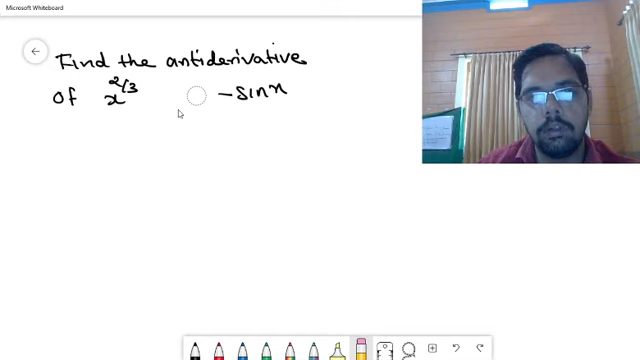 Microsoft Whiteboard
Find the antiderivative
of x^2/3 - sin x